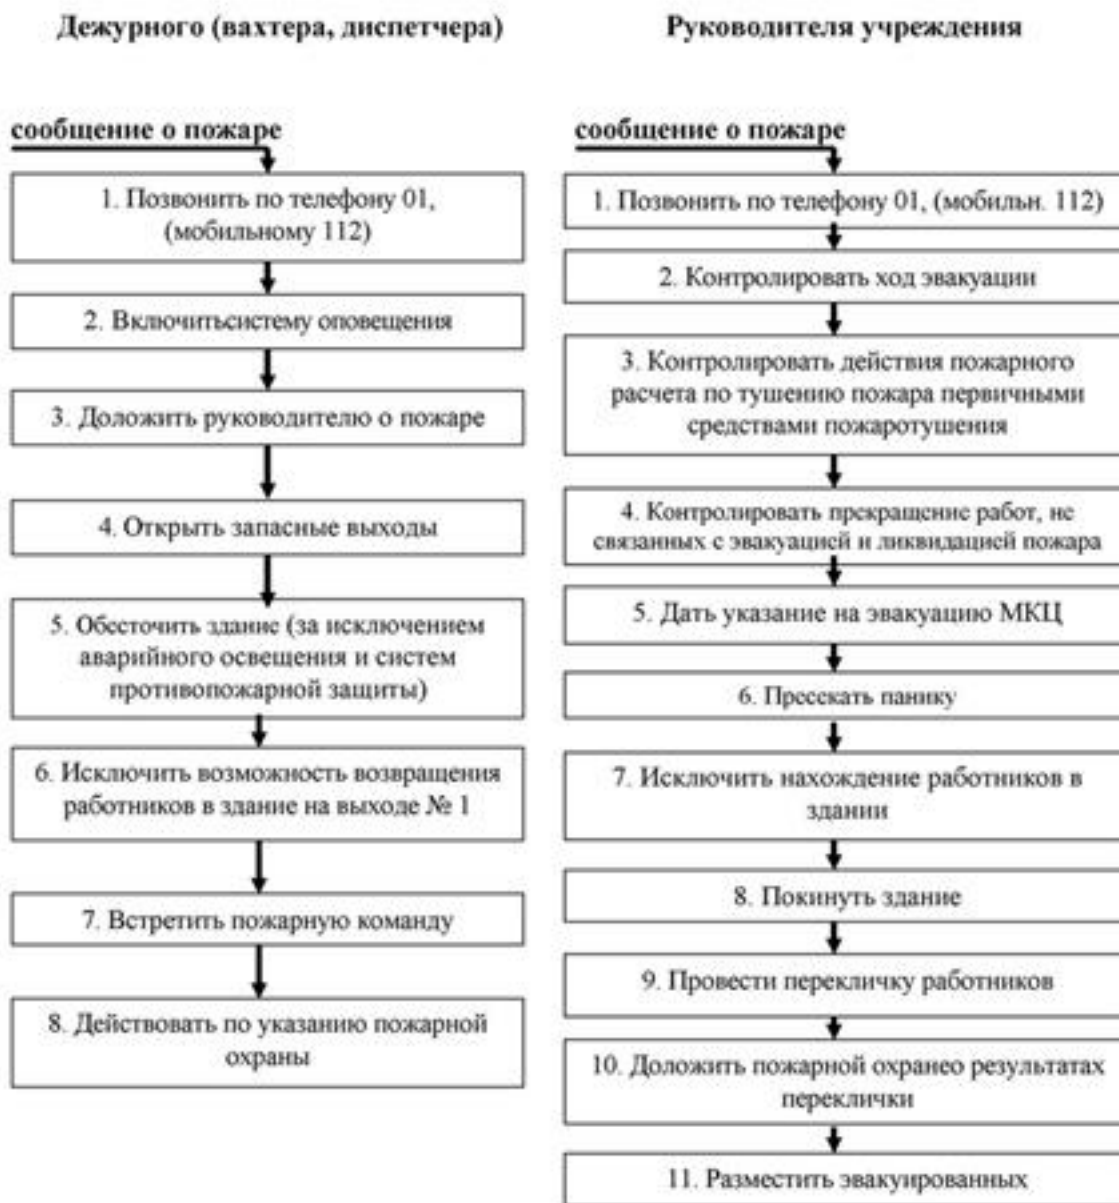 Дежурного (вахтера, диспетчера)
сообщение о пожаре
1. Позвонить по телефону 01,
(мобильному 112)
2. Включитьсистему оповещения
3. Доложить руководителю о пожаре
4. Открыть запасные выходы
5. Обесточить здание (за исключением
аварийного освещения и систем
противопожарной защиты)
6. Исключить возможность возвращения
работников в здание на выходе № 1
7. Встретить пожарную команду
8. Действовать по указанию пожарной
охраны
Руководителя учреждения
сообщение о пожаре
1. Позвонить по телефону 01, (мобильн. 112)
2. Контролировать ход эвакуации
3. Контролировать действия пожарного
расчета по тушению пожара первичными
средствами пожаротушения
4. Контролировать прекращение работ, не
связанных с эвакуацией и ликвидацией пожара
5. Дать указание на эвакуацию МКЦ
6. Пресекать панику
7. Исключить нахождение работников в
здании
8. Покинуть здание
9. Провести перекличку работников
10. Доложить пожарной охранео результатах
переклички
11. Разместить эвакуированных